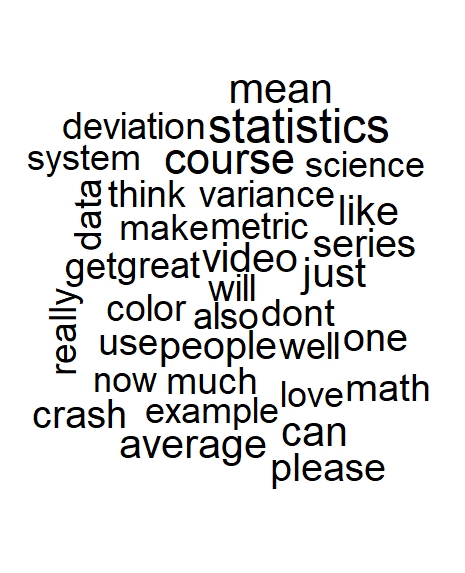 mean
deviation statistics
system course science
data think variance like
make metric series
get great video just
will
really color also dont
use people well one
now much love math
crash example can
average
please